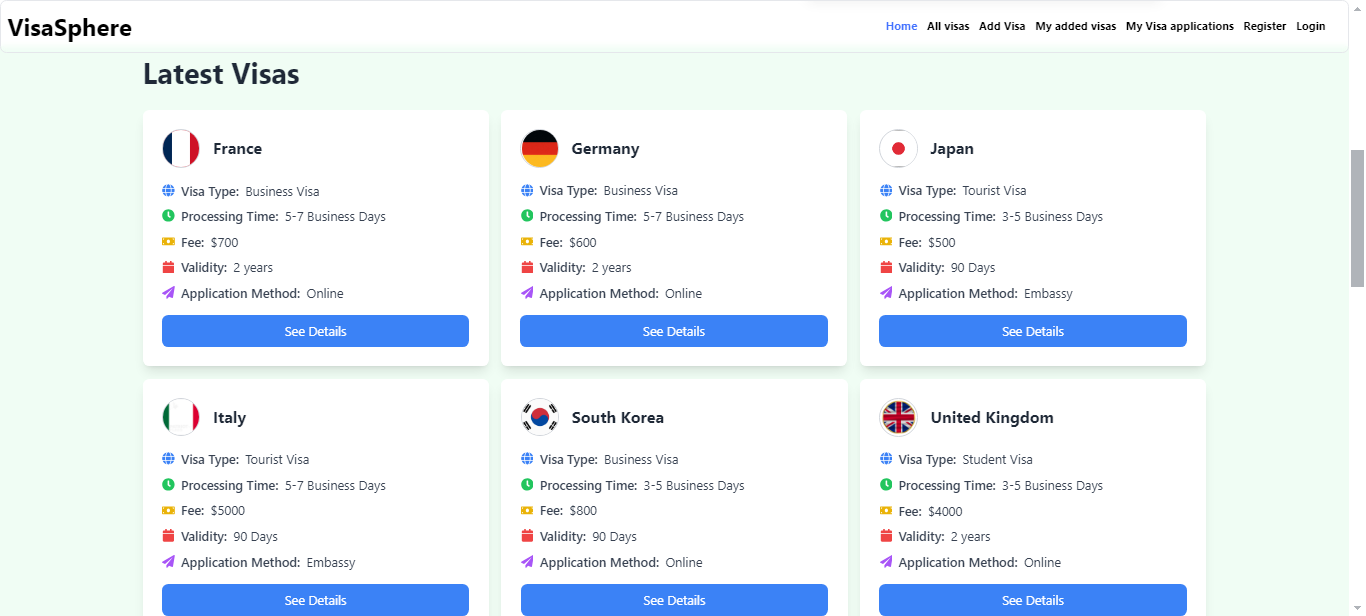 VisaSphere
Home All visas Add Visa My added visas My Visa applications Register Login
Latest Visas
France
Visa Type: Business Visa
Processing Time: 5-7 Business Days
Fee: $700
Validity: 2 years
Application Method: Online
See Details
Germany
Visa Type: Business Visa
Processing Time: 5-7 Business Days
Fee: $600
Validity: 2 years
Application Method: Online
See Details
Japan
Visa Type: Tourist Visa
Processing Time: 3-5 Business Days
Fee: $500
Validity: 90 Days
Application Method: Embassy
See Details
Italy
Visa Type: Tourist Visa
Processing Time: 5-7 Business Days
Fee: $5000
Validity: 90 Days
Application Method: Embassy
See Details
South Korea
Visa Type: Business Visa
Processing Time: 3-5 Business Days
Fee: $800
Validity: 90 Days
Application Method: Online
See Details
United Kingdom
Visa Type: Student Visa
Processing Time: 3-5 Business Days
Fee: $4000
Validity: 2 years
Application Method: Online
See Details